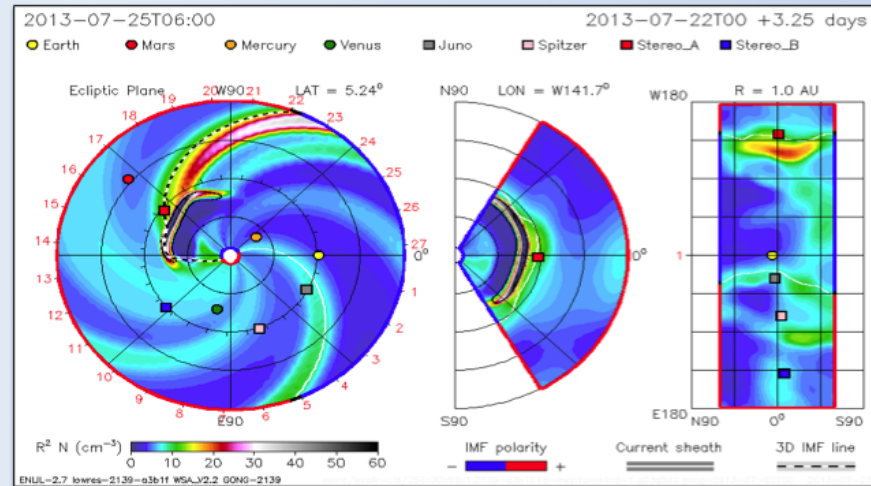 2013-07-25T06:00 2013-07-22T00 +3.25 days
Earth Mars Mercury Venus Juno Spitzer Stereo_A Stereo_B
Ecliptic Plane W90 LAT = 5.24° N90 LON = W141.7° R = 1.0 AU
W180
20 21 22 23 24 25 26 27
19 18 17 16 15 14 13 12 11 10 9 8 7 6 5 4 3 2 1
0° 0° 1
E90 S90 E180
N90 0° S90
R² N (cm⁻³)
0 10 20 30 40 50 60
IMF polarity Current sheath 3D IMF line
- +
ENLIL-2.7 lowres-2139-a3b1f WSA_V2.2 GONG-2139